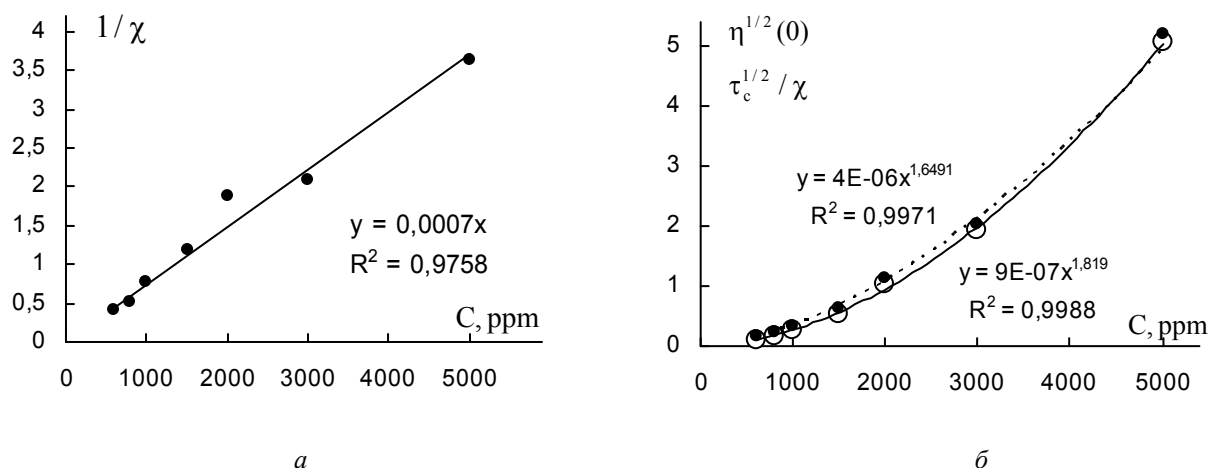 1/χ
4
3,5
3
2,5
2
1,5
1
0,5
0
y = 0,0007x
R² = 0,9758
C, ppm
0 1000 2000 3000 4000 5000
а
η^{1/2}(0)
τ_c^{1/2} / χ
5
4
3
2
1
0
y = 4E-06x^{1,6491}
R² = 0,9971
y = 9E-07x^{1,819}
R² = 0,9988
C, ppm
0 1000 2000 3000 4000 5000
б